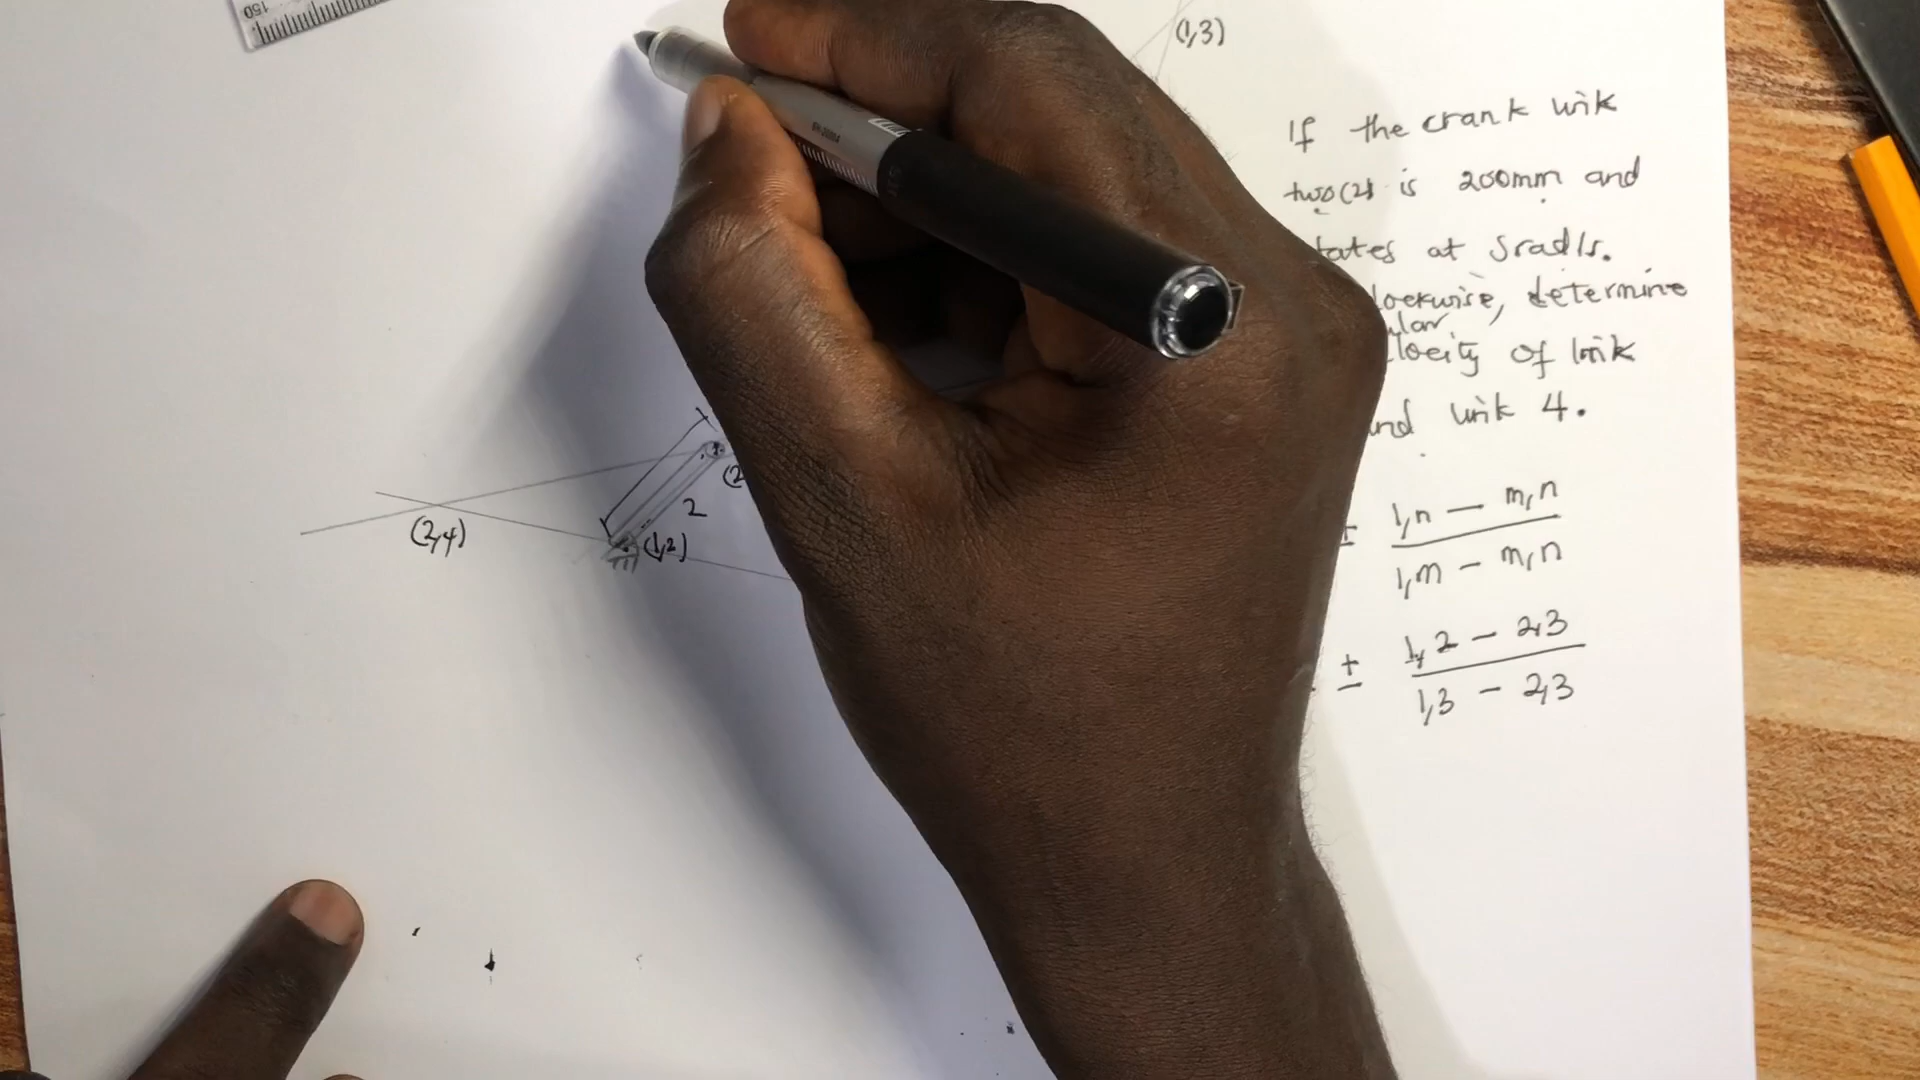 150
(1,3)
If the crank link
two(2) is 200mm and
tates at 5rad/s.
lockwise, determine
ular
locity of link
and link 4.
(2,4)
2
(1,2)
± 1,n - m,n
1,m - m,n
± 1,2 - 2,3
1,3 - 2,3